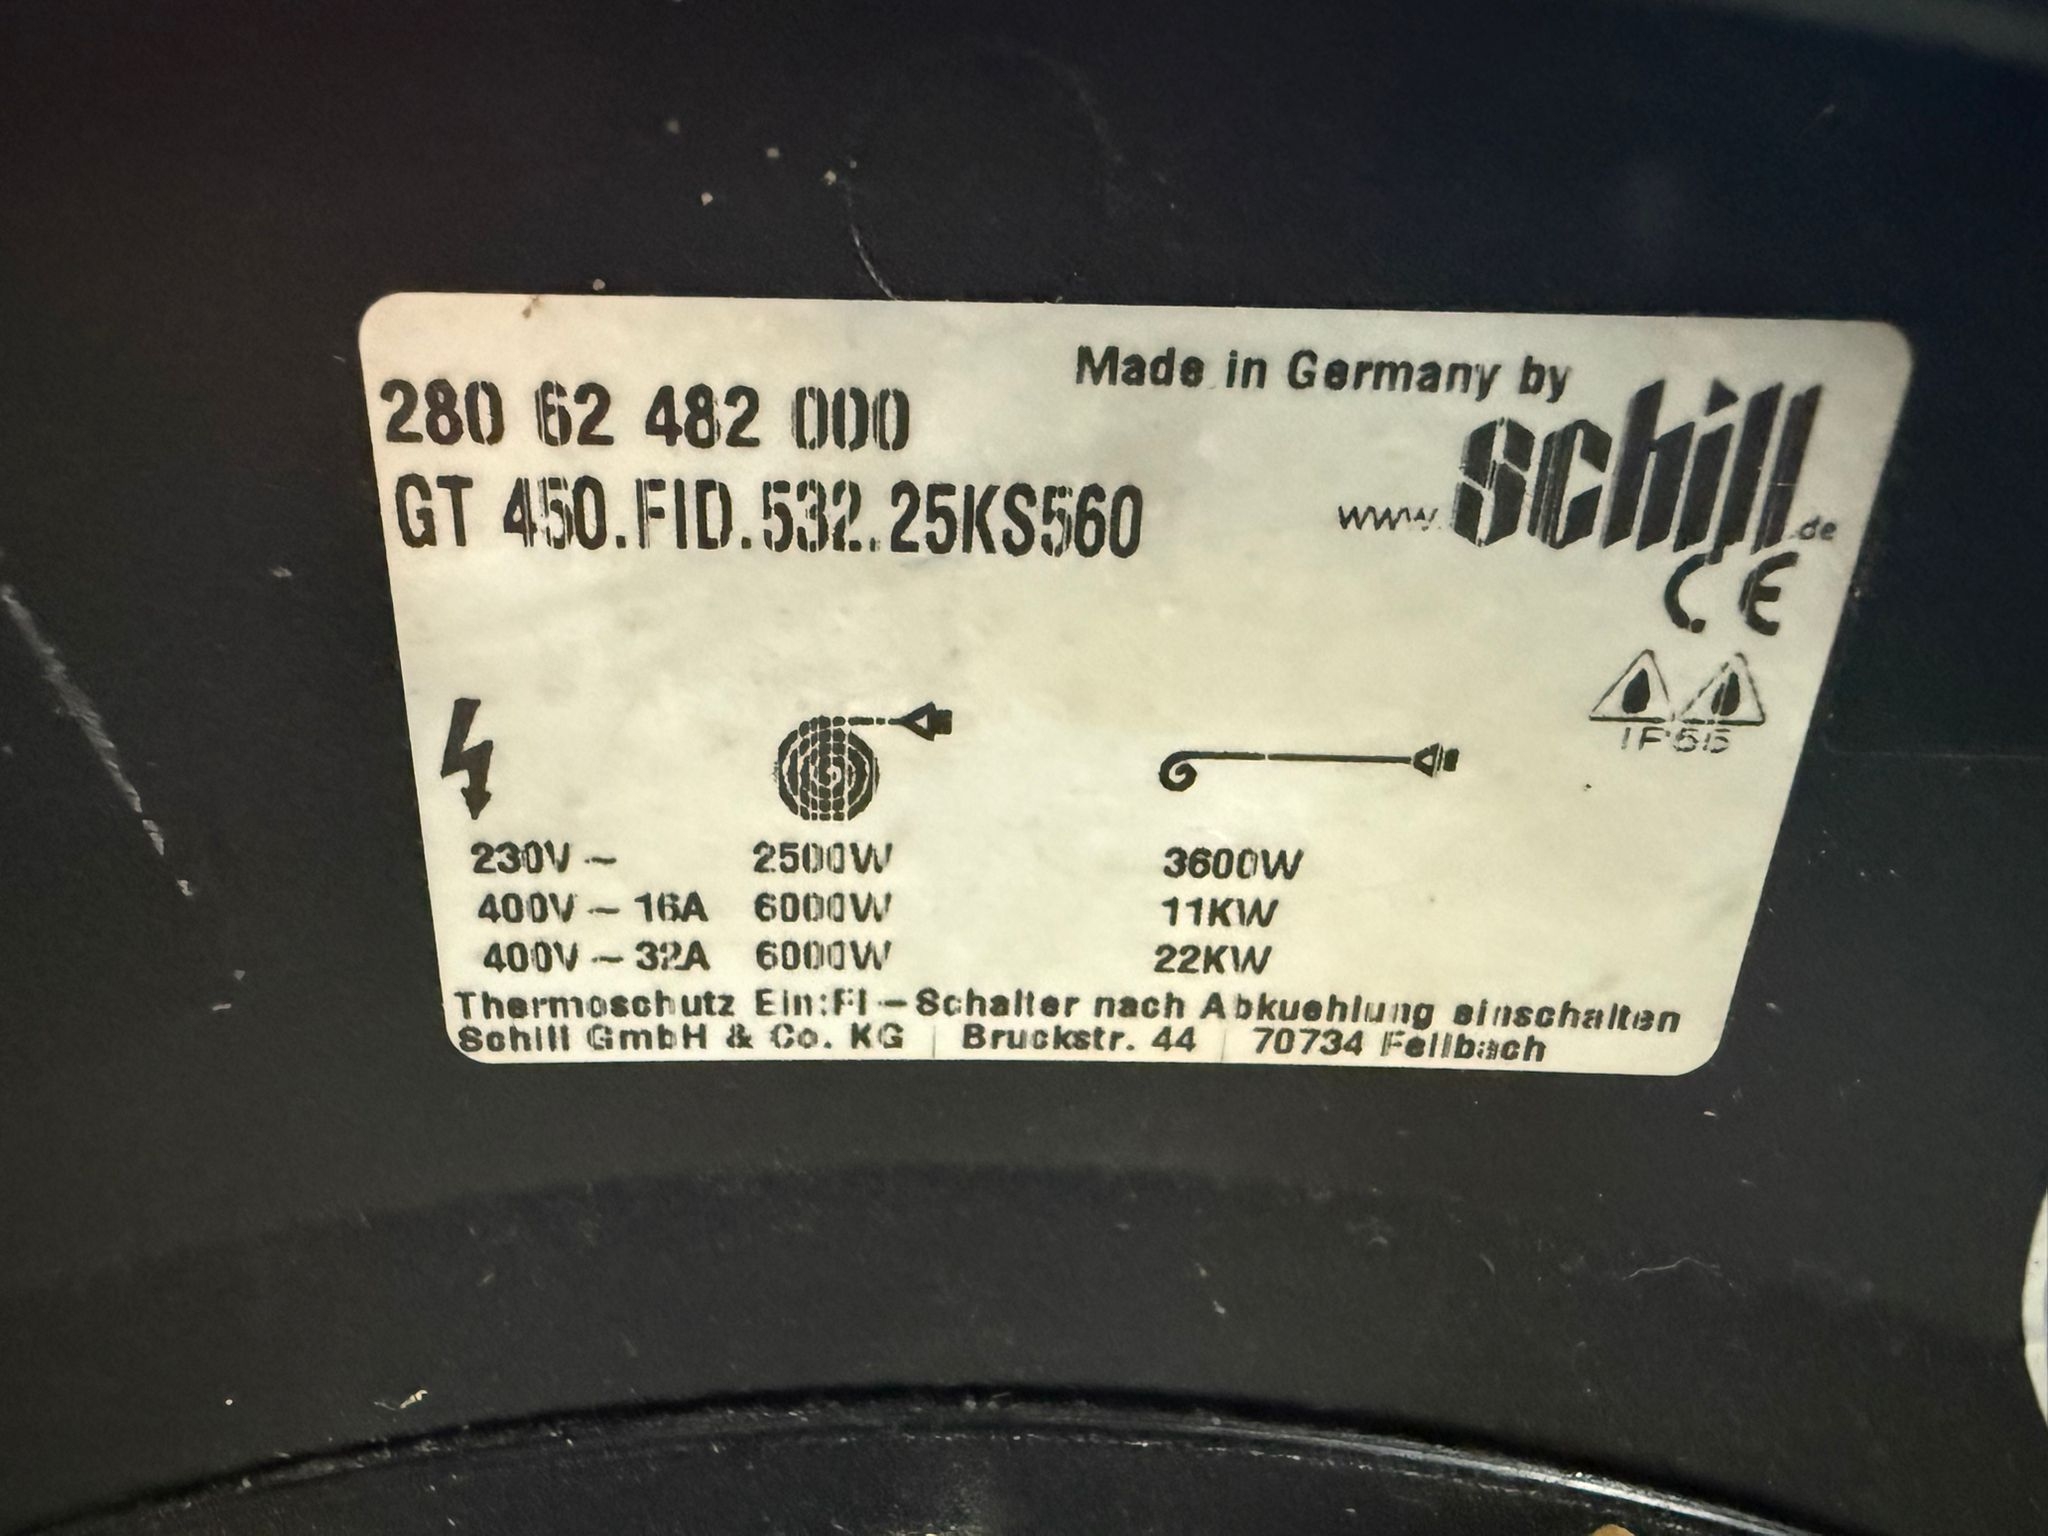 Made in Germany by
280 62 482 000
schill
GT 450.FID.532.25KS560
www.schill.de
CE
IP55
230V ~ 2500W 3600W
400V ~ 16A 6000W 11KW
400V ~ 32A 6000W 22KW
Thermoschutz Ein:FI-Schalter nach Abkuehlung einschalten
Schill GmbH & Co. KG | Bruckstr. 44 | 70734 Fellbach